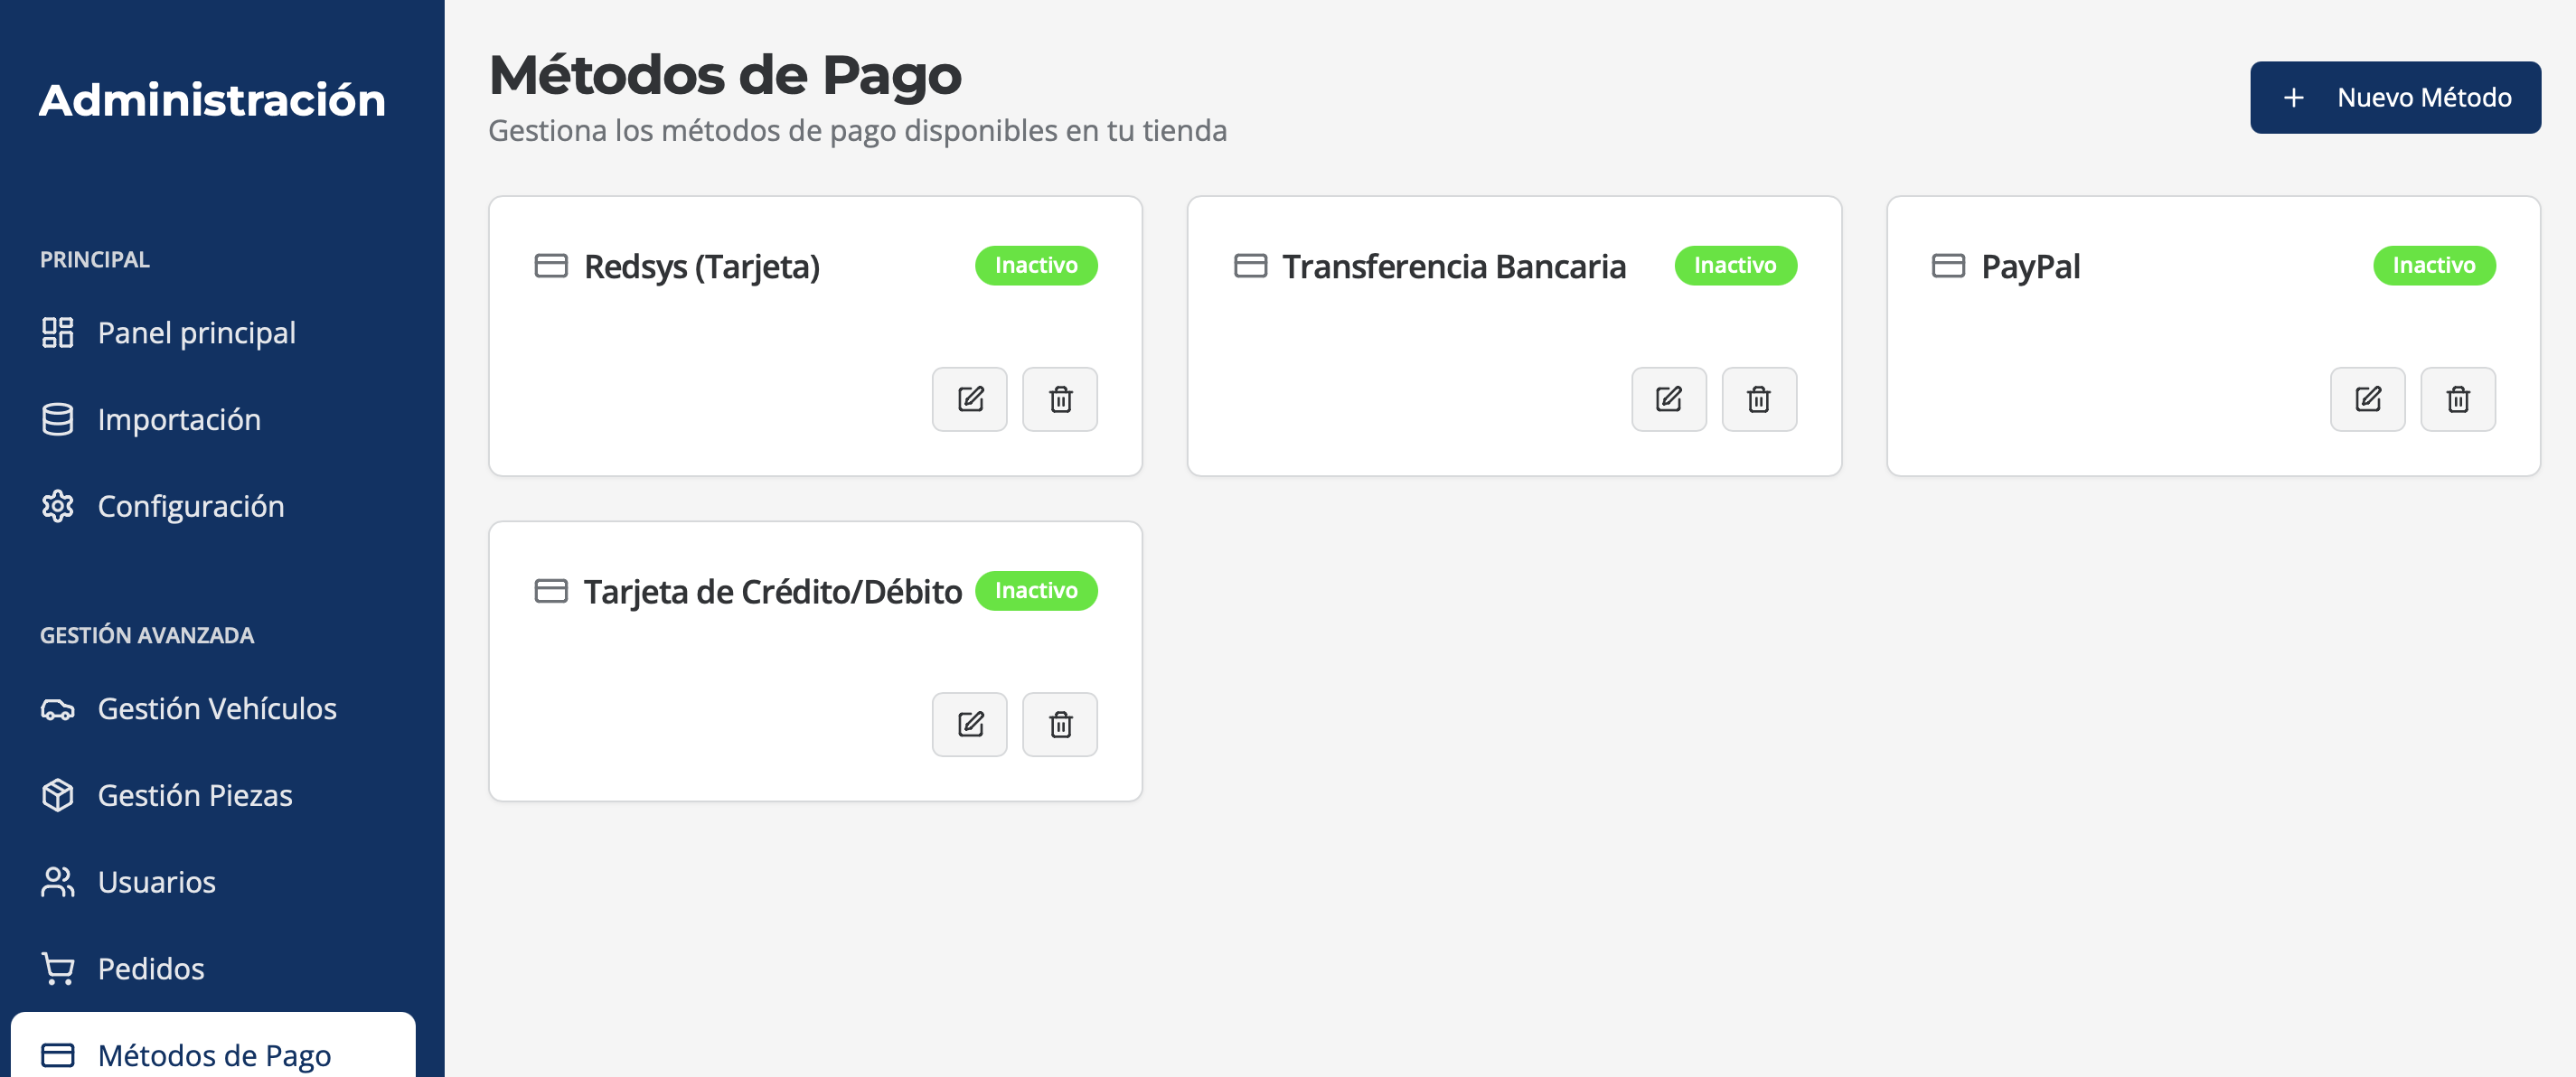 Administración
PRINCIPAL
Panel principal
Importación
Configuración
GESTIÓN AVANZADA
Gestión Vehículos
Gestión Piezas
Usuarios
Pedidos
Métodos de Pago
Métodos de Pago
Gestiona los métodos de pago disponibles en tu tienda
Nuevo Método
Redsys (Tarjeta)
Inactivo
Transferencia Bancaria
Inactivo
PayPal
Inactivo
Tarjeta de Crédito/Débito
Inactivo